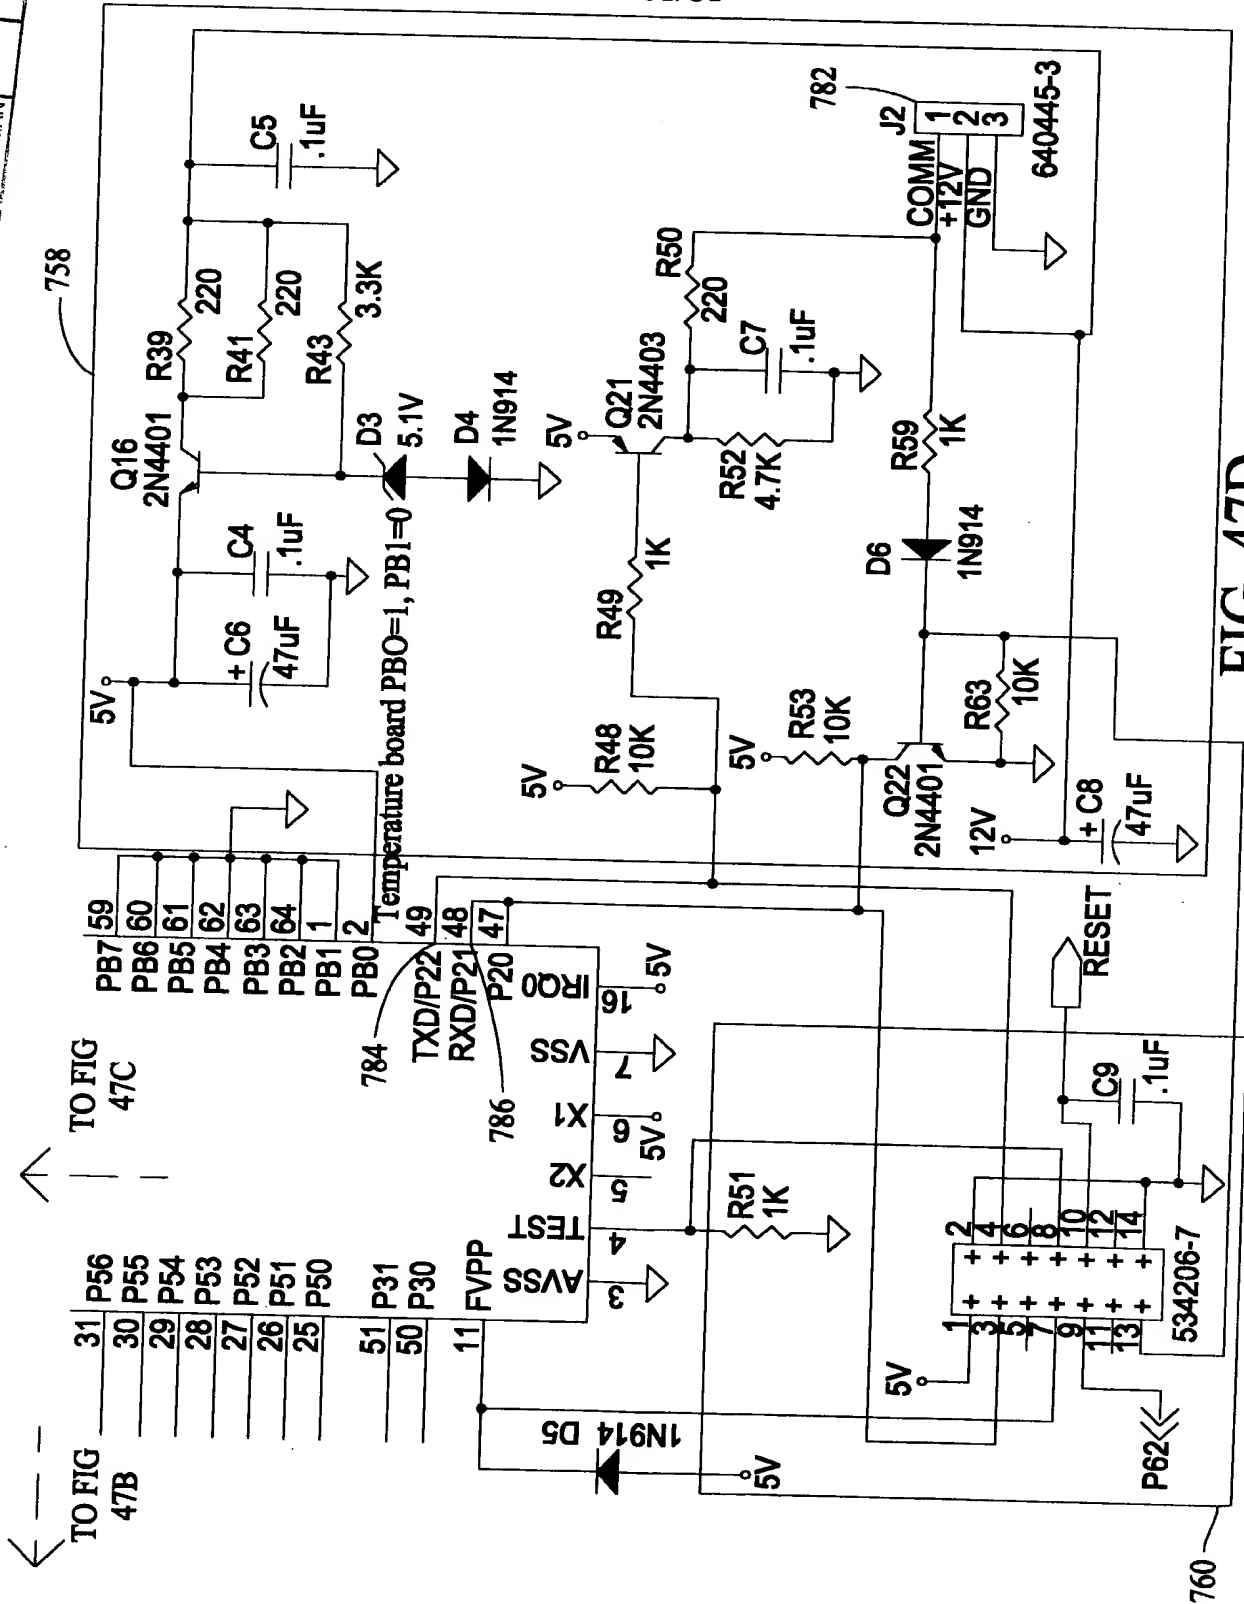 758
5V
+ C6
47uF
C4
.1uF
Q16
2N4401
R39
220
R41
220
R43
3.3K
C5
.1uF
D3
5.1V
D4
1N914
Temperature board PBO=1, PB1=0
5V
R48
10K
R49
1K
5V
Q21
2N4403
R52
4.7K
R50
220
C7
.1uF
782
J2
COMM 1
+12V 2
GND 3
640445-3
5V
R53
10K
Q22
2N4401
D6
1N914
R59
1K
R63
10K
12V
+ C8
47uF
FIG. 47D
TO FIG
47C
TO FIG
47B
59 PB7
60 PB6
61 PB5
62 PB4
63 PB3
64 PB2
1 PB1
2 PB0
49 TXD/P22
48 RXD/P21
47 P20
784
786
31 P56
30 P55
29 P54
28 P53
27 P52
26 P51
25 P50
51 P31
50 P30
11 FVPP
AVSS 3
TEST 4
X2 5
X1 6
5V
VSS 7
IRQ0 16
5V
1N914 D5
5V
R51
1K
RESET
C9
.1uF
5V
2 4 6 8 10 12 14
1 3 5 7 9 11 13
534206-7
P62
760